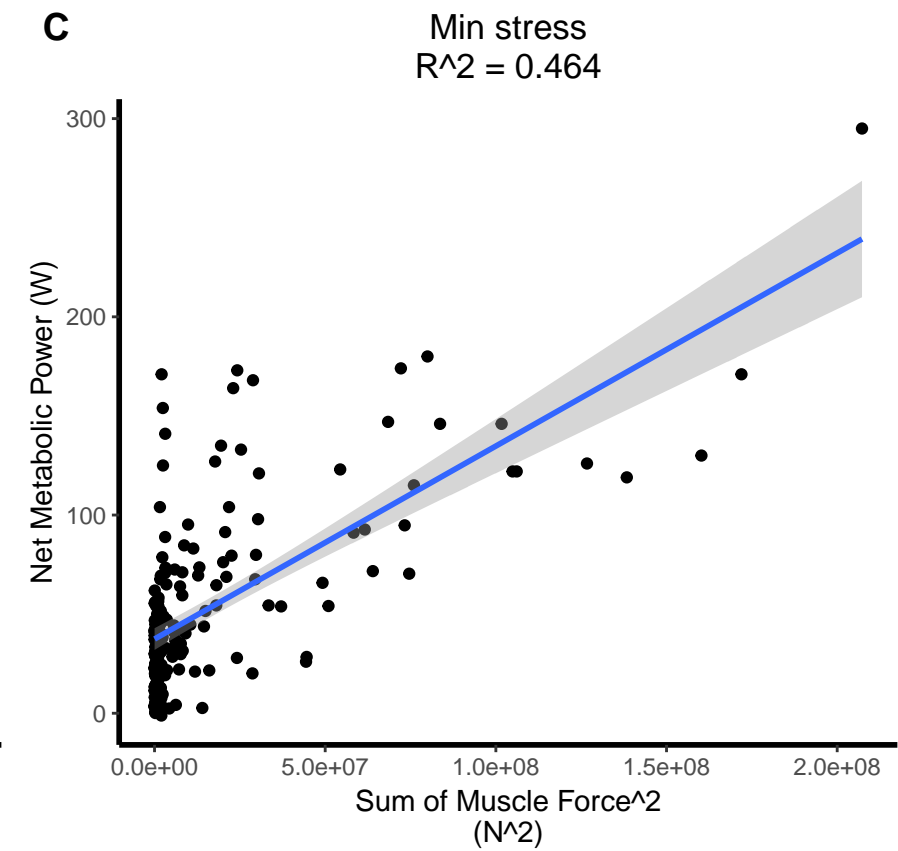 C
Min stress
R^2 = 0.464
300
200
100
0
Net Metabolic Power (W)
0.0e+00 5.0e+07 1.0e+08 1.5e+08 2.0e+08
Sum of Muscle Force^2
(N^2)